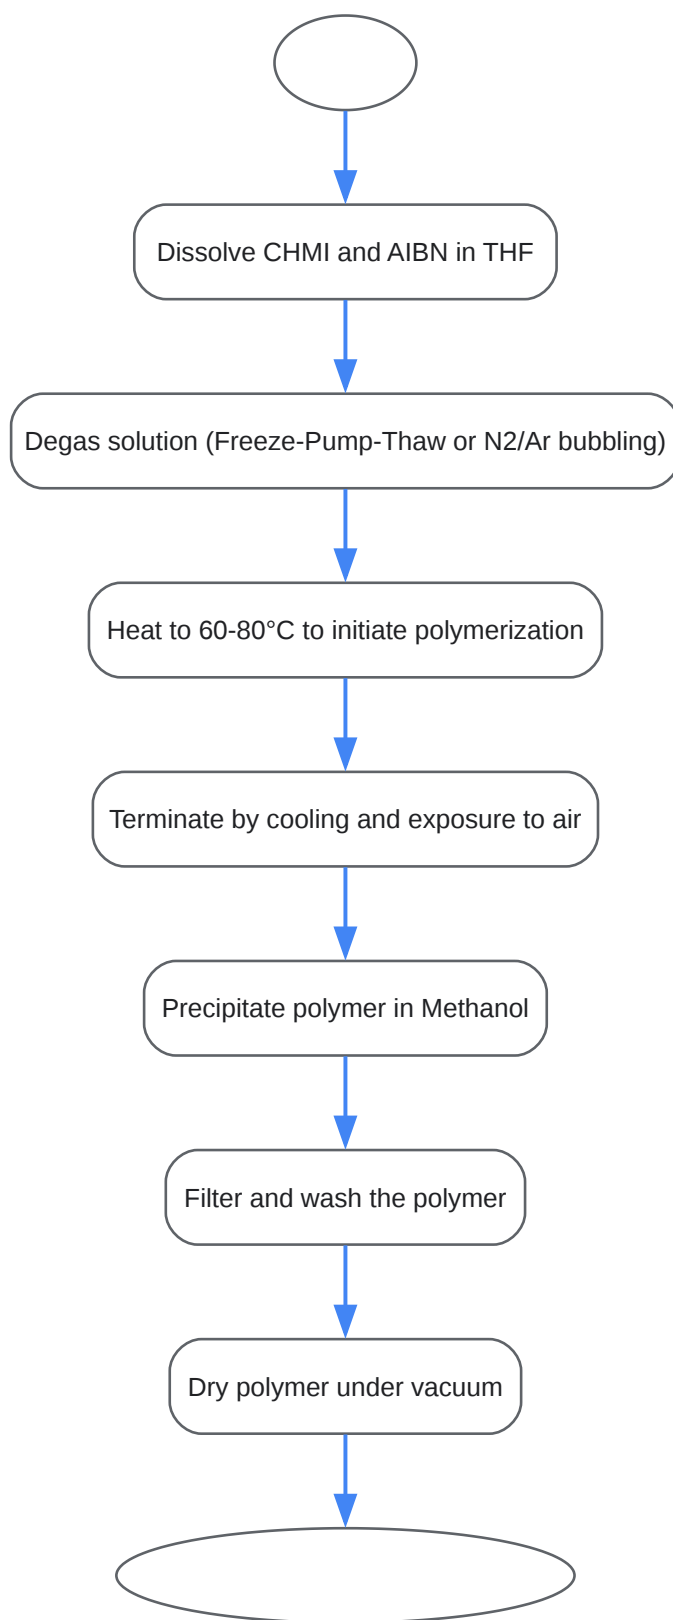 Dissolve CHMI and AIBN in THF
Degas solution (Freeze-Pump-Thaw or N2/Ar bubbling)
Heat to 60-80°C to initiate polymerization
Terminate by cooling and exposure to air
Precipitate polymer in Methanol
Filter and wash the polymer
Dry polymer under vacuum